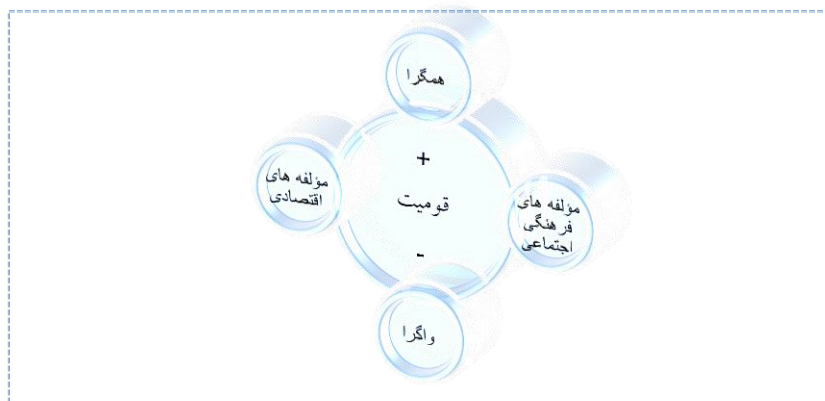 همگرا
+
مؤلفه های
اقتصادی
قومیت
مؤلفه های
فرهنگی
اجتماعی
-
واگرا